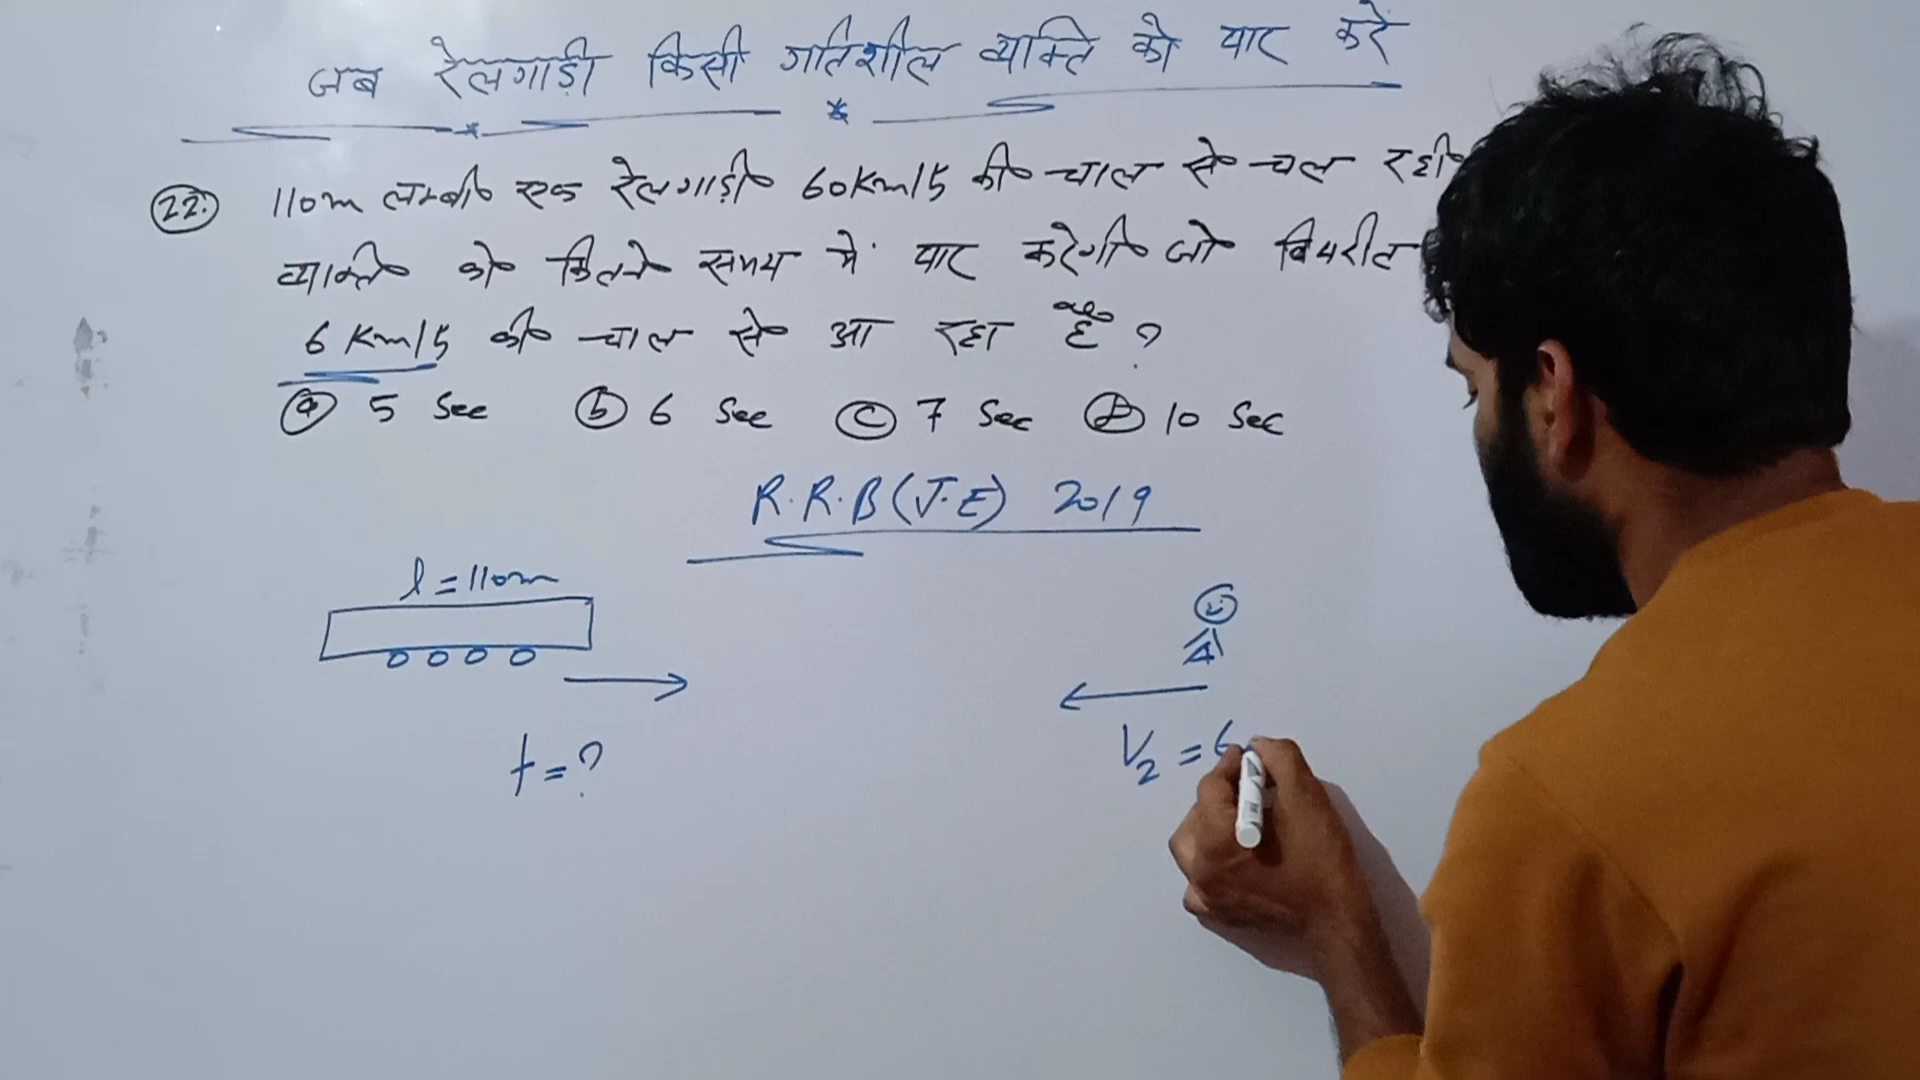 जब रेलगाड़ी किसी गतिशील व्यक्ति को पार करे
22. 110m लम्बी एक रेलगाड़ी 60Km/h की चाल से चल रही
व्यक्ति को कितने समय में पार करेगी जो विपरीत
6 Km/h की चाल से आ रहा है ?
a 5 Sec b 6 Sec c 7 Sec D 10 Sec
R.R.B (J.E) 2019
l = 110m
t = ?
V2 = 6